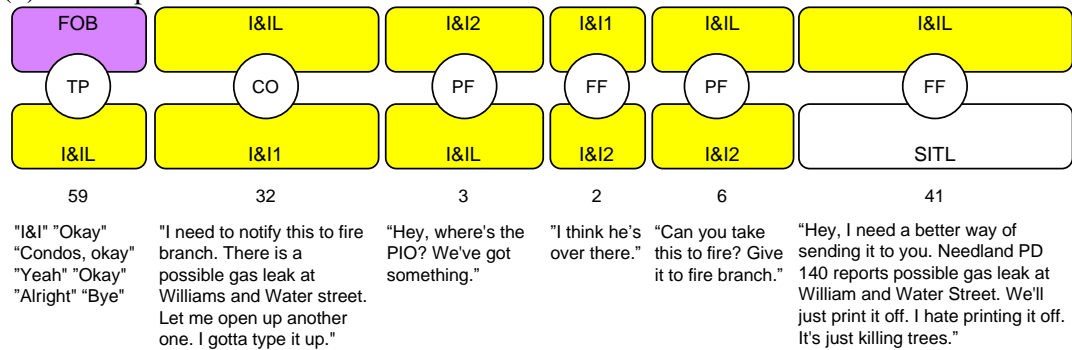 FOB I&IL I&I2 I&I1 I&IL I&IL
TP CO PF FF PF FF
I&IL I&I1 I&IL I&I2 I&I2 SITL
59 32 3 2 6 41
"I&I" ”Okay"
“Condos, okay"
"Yeah" "Okay"
"Alright" “Bye"
"I need to notify this to fire
branch. There is a
possible gas leak at
Williams and Water street.
Let me open up another
one. I gotta type it up."
“Hey, where's the
PIO? We've got
something.”
”I think he’s
over there.”
“Can you take
this to fire? Give
it to fire branch.”
“Hey, I need a better way of
sending it to you. Needland PD
140 reports possible gas leak at
William and Water Street. We'll
just print it off. I hate printing it off.
It's just killing trees.”